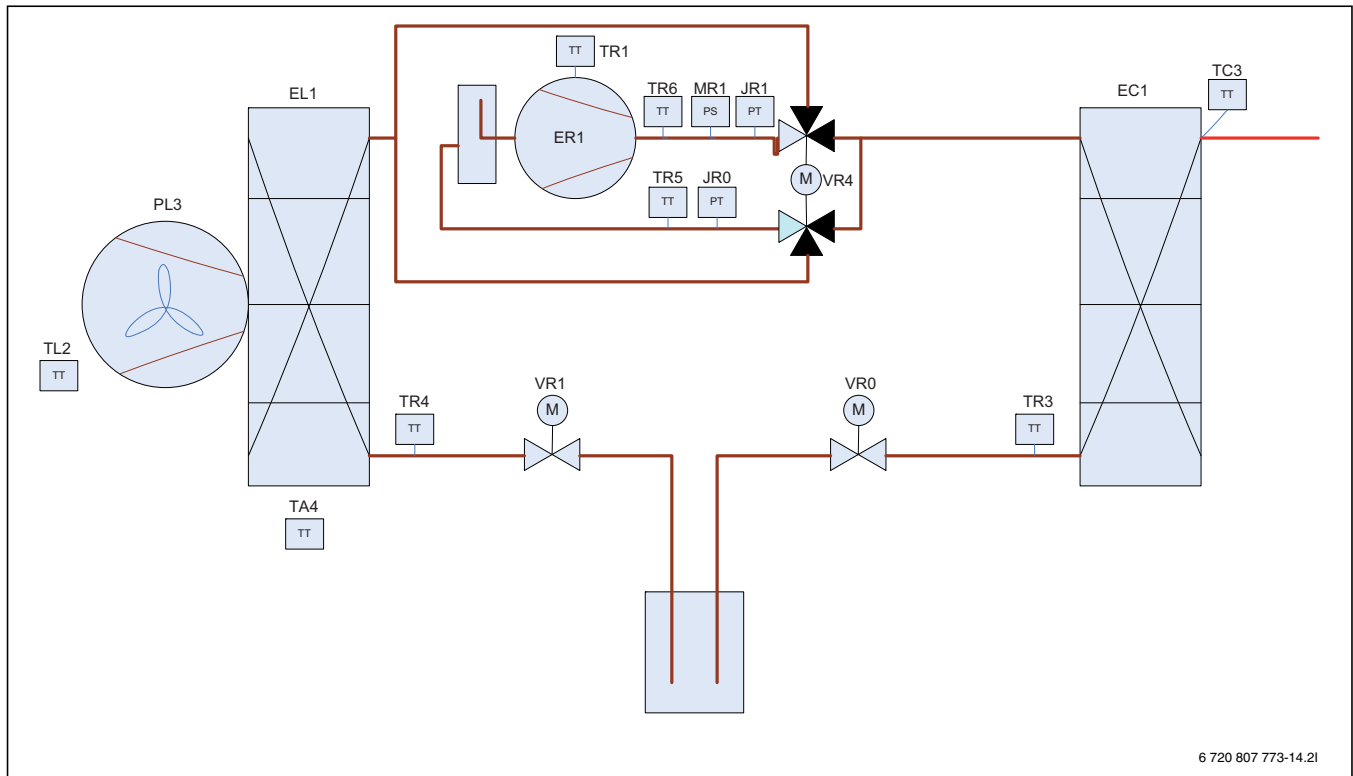 TT TR1
TC3
TT
EL1
TR6 MR1 JR1
TT PS PT
EC1
ER1
TR5 JR0
TT PT
M VR4
PL3
TL2
TT
TR4
TT
VR1
M
VR0
M
TR3
TT
TA4
TT
6 720 807 773-14.2I